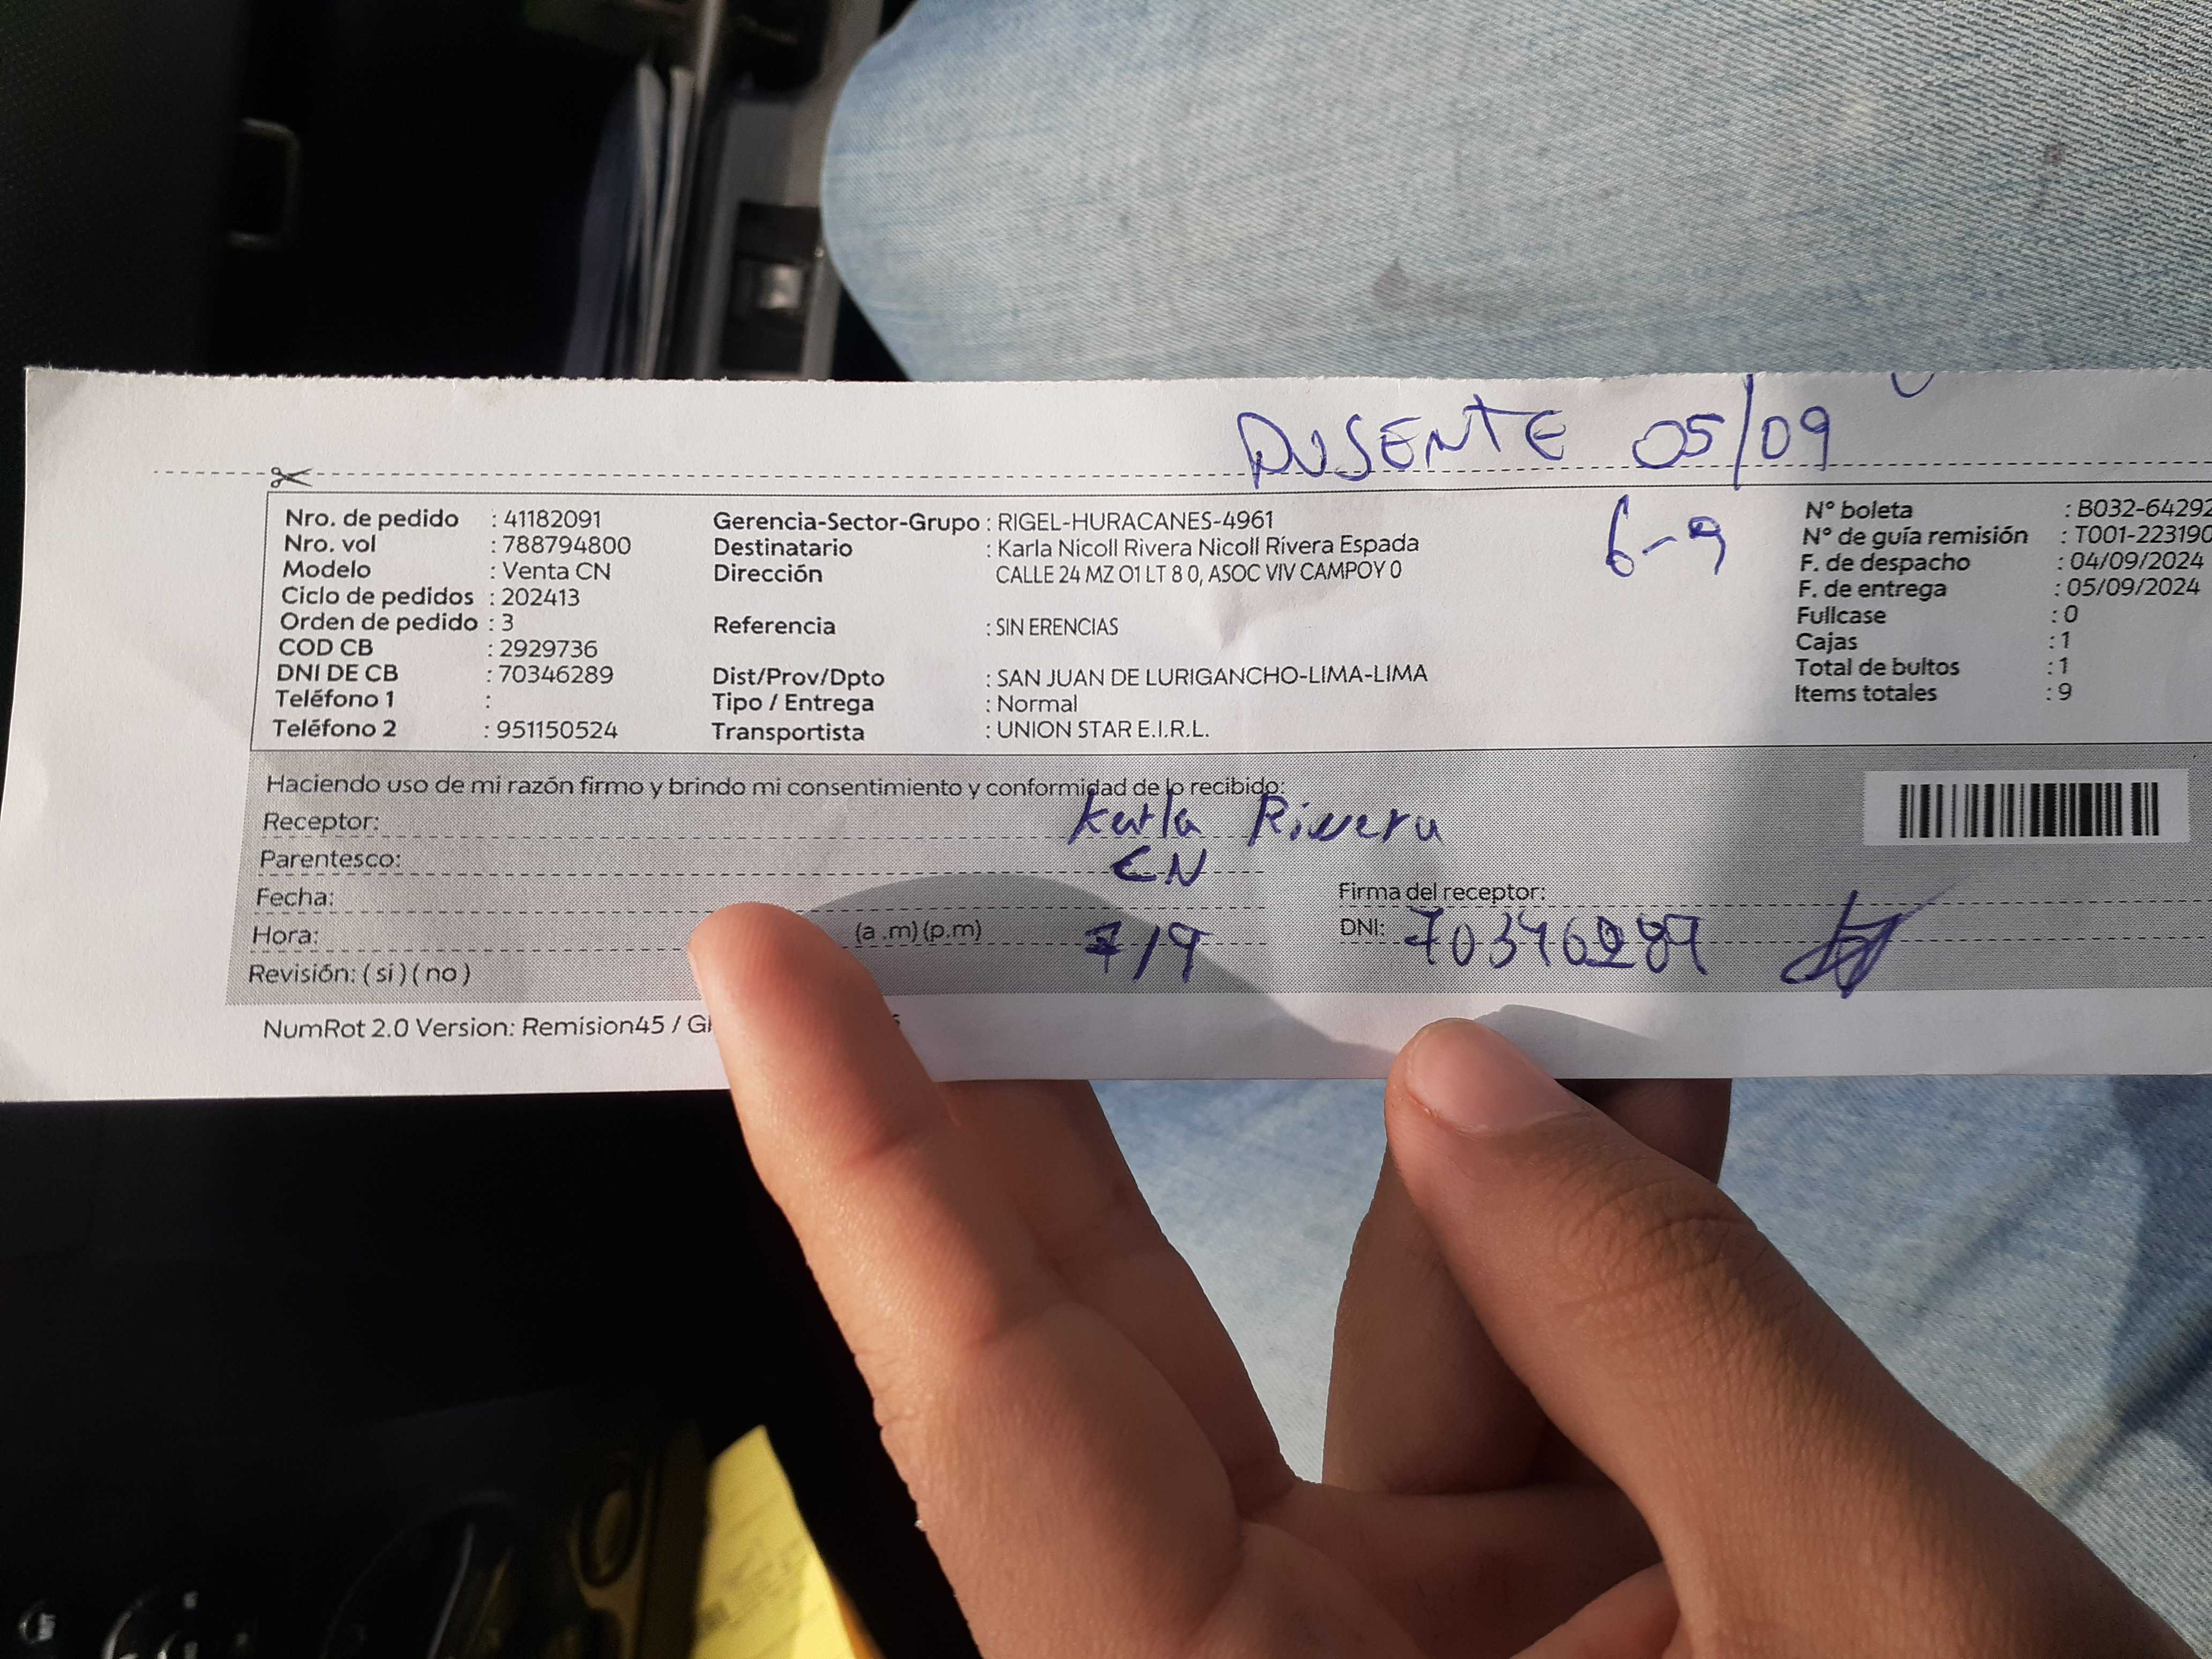 AUSENTE 05/09
6-9
Nro. de pedido : 41182091
Nro. vol : 788794800
Modelo : Venta CN
Ciclo de pedidos : 202413
Orden de pedido : 3
COD CB : 2929736
DNI DE CB : 70346289
Teléfono 1 :
Teléfono 2 : 951150524
Gerencia-Sector-Grupo : RIGEL-HURACANES-4961
Destinatario : Karla Nicoll Rivera Nicoll Rivera Espada
Dirección CALLE 24 MZ O1 LT 8 0, ASOC VIV CAMPOY 0
Referencia : SIN ERENCIAS
Dist/Prov/Dpto : SAN JUAN DE LURIGANCHO-LIMA-LIMA
Tipo / Entrega : Normal
Transportista : UNION STAR E.I.R.L.
N° boleta : B032-64292
N° de guía remisión : T001-223190
F. de despacho : 04/09/2024
F. de entrega : 05/09/2024
Fullcase : 0
Cajas : 1
Total de bultos : 1
Items totales : 9
Haciendo uso de mi razón firmo y brindo mi consentimiento y conformidad de lo recibido:
Receptor: Karla Rivera
Parentesco: CN
Fecha:
Hora: (a .m) (p.m) 7/9
Revisión: ( si ) ( no )
Firma del receptor:
DNI: 70346289
NumRot 2.0 Version: Remision45 / Gl